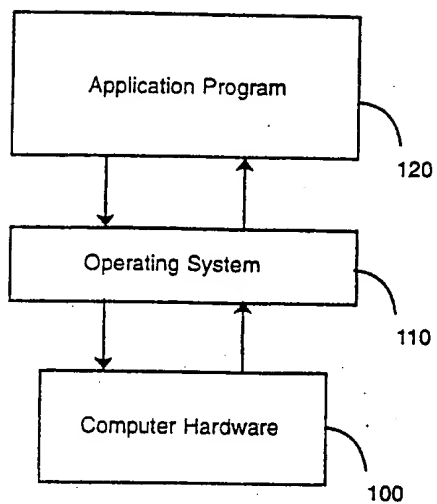 Application Program
120
Operating System
110
Computer Hardware
100